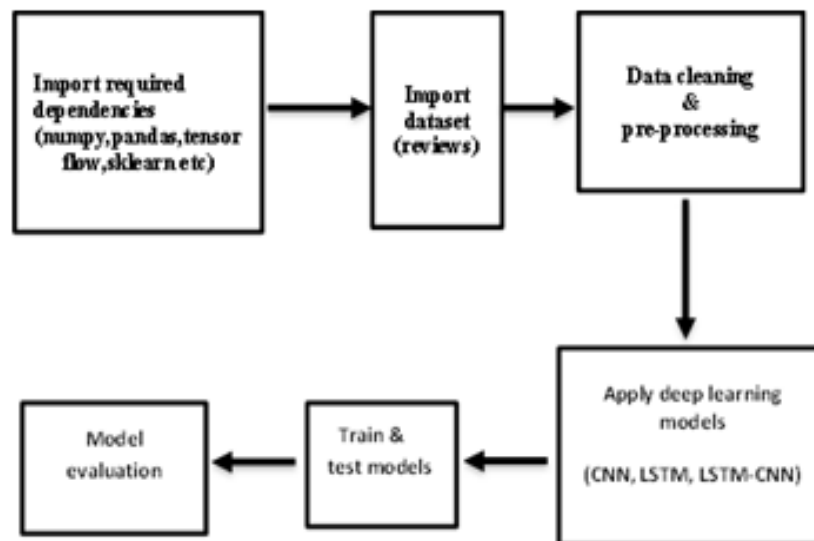 Import required
dependencies
(numpy,pandas,tensor
flow,sklearn etc)
Import
dataset
(reviews)
Data cleaning
&
pre-processing
Apply deep learning
models
(CNN, LSTM, LSTM-CNN)
Train &
test models
Model
evaluation